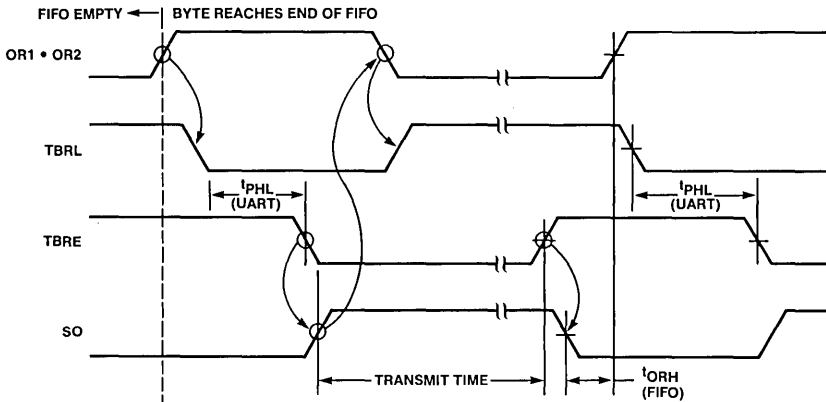 FIFO EMPTY
BYTE REACHES END OF FIFO
OR1 • OR2
TBRL
tPHL
(UART)
tPHL
(UART)
TBRE
SO
TRANSMIT TIME
tORH
(FIFO)